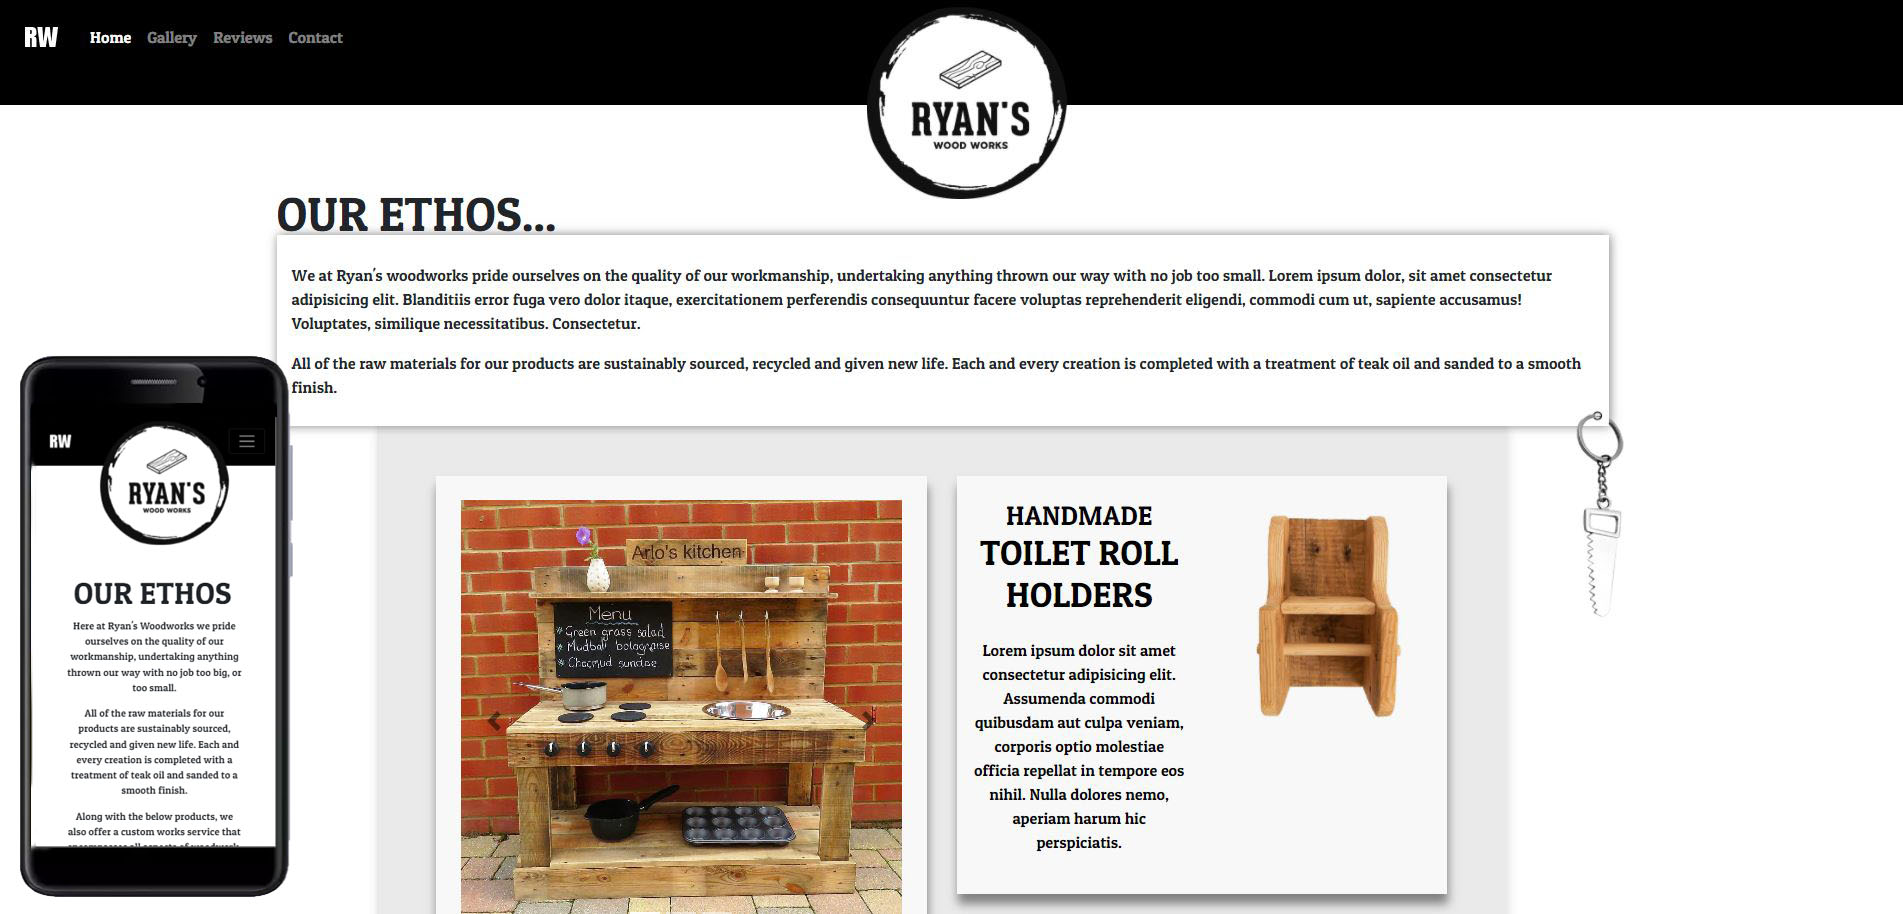 RW Home Gallery Reviews Contact
RYAN'S
WOOD WORKS
OUR ETHOS...
We at Ryan's woodworks pride ourselves on the quality of our workmanship, undertaking anything thrown our way with no job too small. Lorem ipsum dolor, sit amet consectetur
adipisicing elit. Blanditiis error fuga vero dolor itaque, exercitationem perferendis consequuntur facere voluptas reprehenderit eligendi, commodi cum ut, sapiente accusamus!
Voluptates, similique necessitatibus. Consectetur.
All of the raw materials for our products are sustainably sourced, recycled and given new life. Each and every creation is completed with a treatment of teak oil and sanded to a smooth
finish.
RW
RYAN'S
WOOD WORKS
OUR ETHOS
Here at Ryan's Woodworks we pride
ourselves on the quality of our
workmanship, undertaking anything
thrown our way with no job too big, or
too small.
All of the raw materials for our
products are sustainably sourced,
recycled and given new life. Each and
every creation is completed with a
treatment of teak oil and sanded to a
smooth finish.
Along with the below products, we
also offer a custom works service that
encompasses all aspects of woodwork
Arlo's kitchen
Menu
* Green grass salad
* Mudball bolognaise
* Chocmud sundae
HANDMADE
TOILET ROLL
HOLDERS
Lorem ipsum dolor sit amet
consectetur adipisicing elit.
Assumenda commodi
quibusdam aut culpa veniam,
corporis optio molestiae
officia repellat in tempore eos
nihil. Nulla dolores nemo,
aperiam harum hic
perspiciatis.